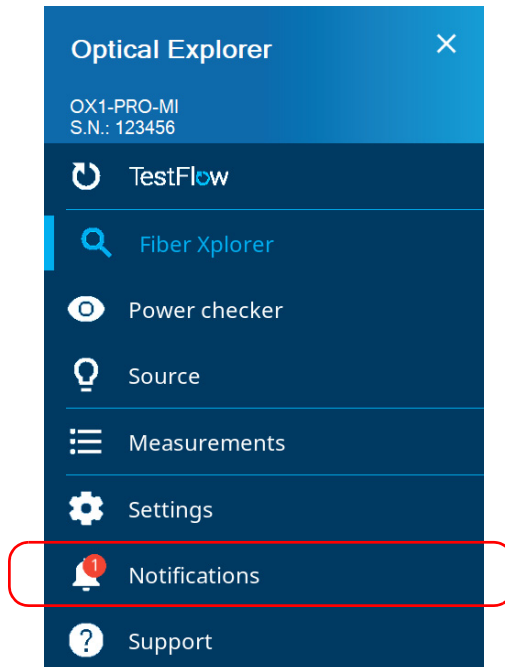 Optical Explorer
OX1-PRO-MI
S.N.: 123456
TestFlow
Fiber Xplorer
Power checker
Source
Measurements
Settings
1
Notifications
? Support